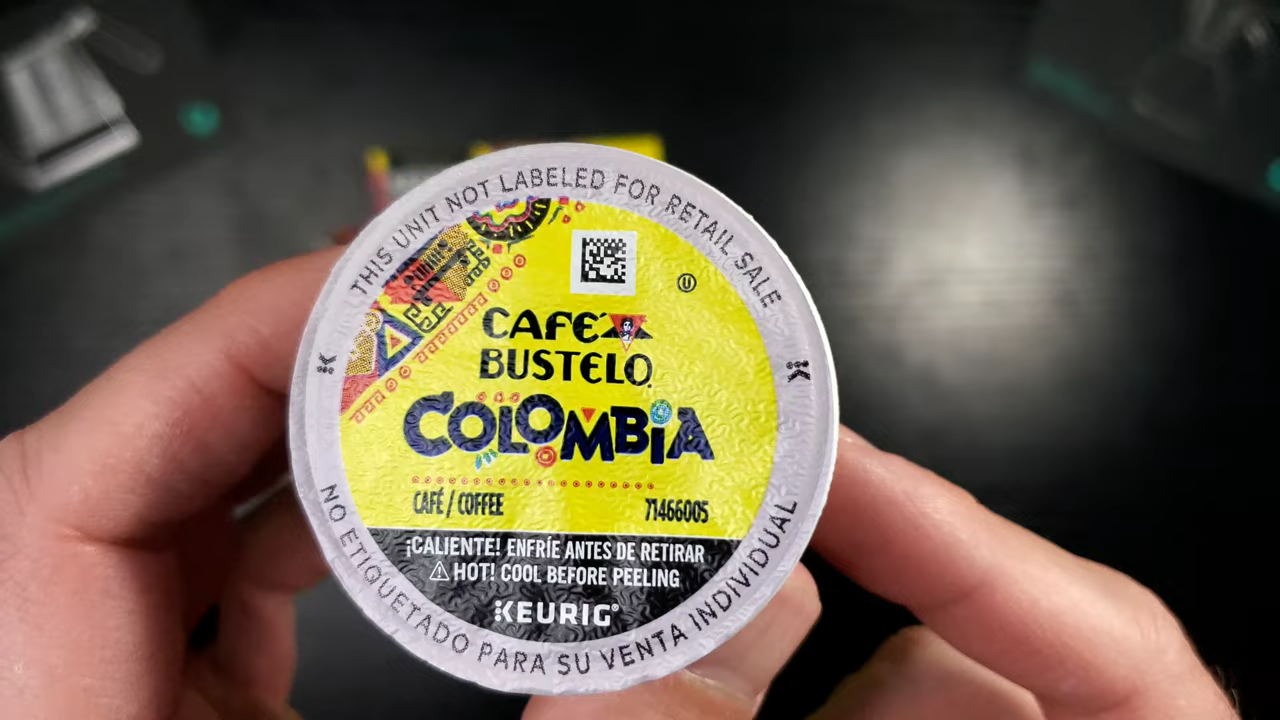 THIS UNIT NOT LABELED FOR RETAIL SALE
U
CAFÉ
BUSTELO
COLOMBIA
CAFÉ / COFFEE 71466005
¡CALIENTE! ENFRÍE ANTES DE RETIRAR
HOT! COOL BEFORE PEELING
KEURIG®
K K
NO ETIQUETADO PARA SU VENTA INDIVIDUAL